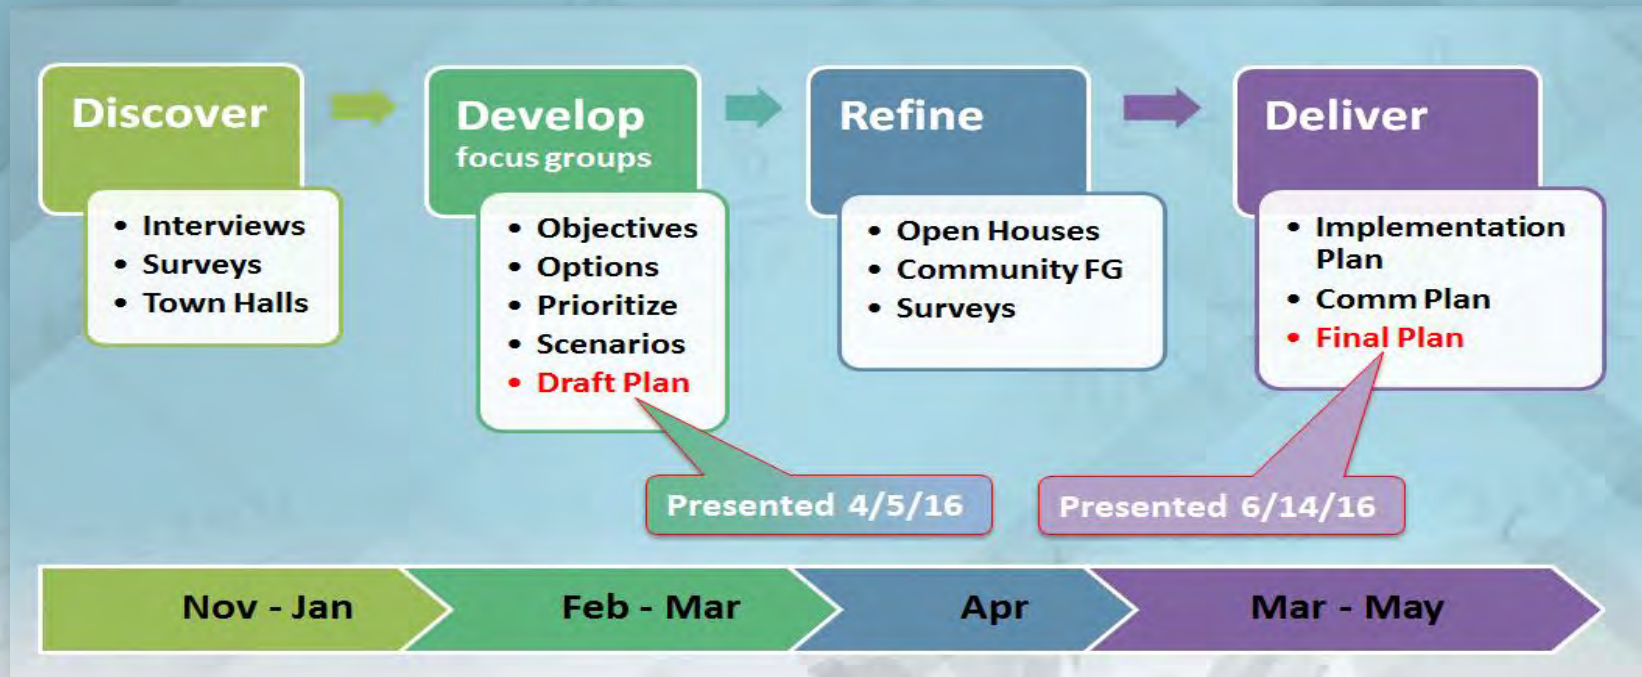 Discover
• Interviews
• Surveys
• Town Halls
Develop
focus groups
• Objectives
• Options
• Prioritize
• Scenarios
• Draft Plan
Refine
• Open Houses
• Community FG
• Surveys
Deliver
• Implementation
Plan
• Comm Plan
• Final Plan
Presented 4/5/16
Presented 6/14/16
Nov - Jan
Feb - Mar
Apr
Mar - May